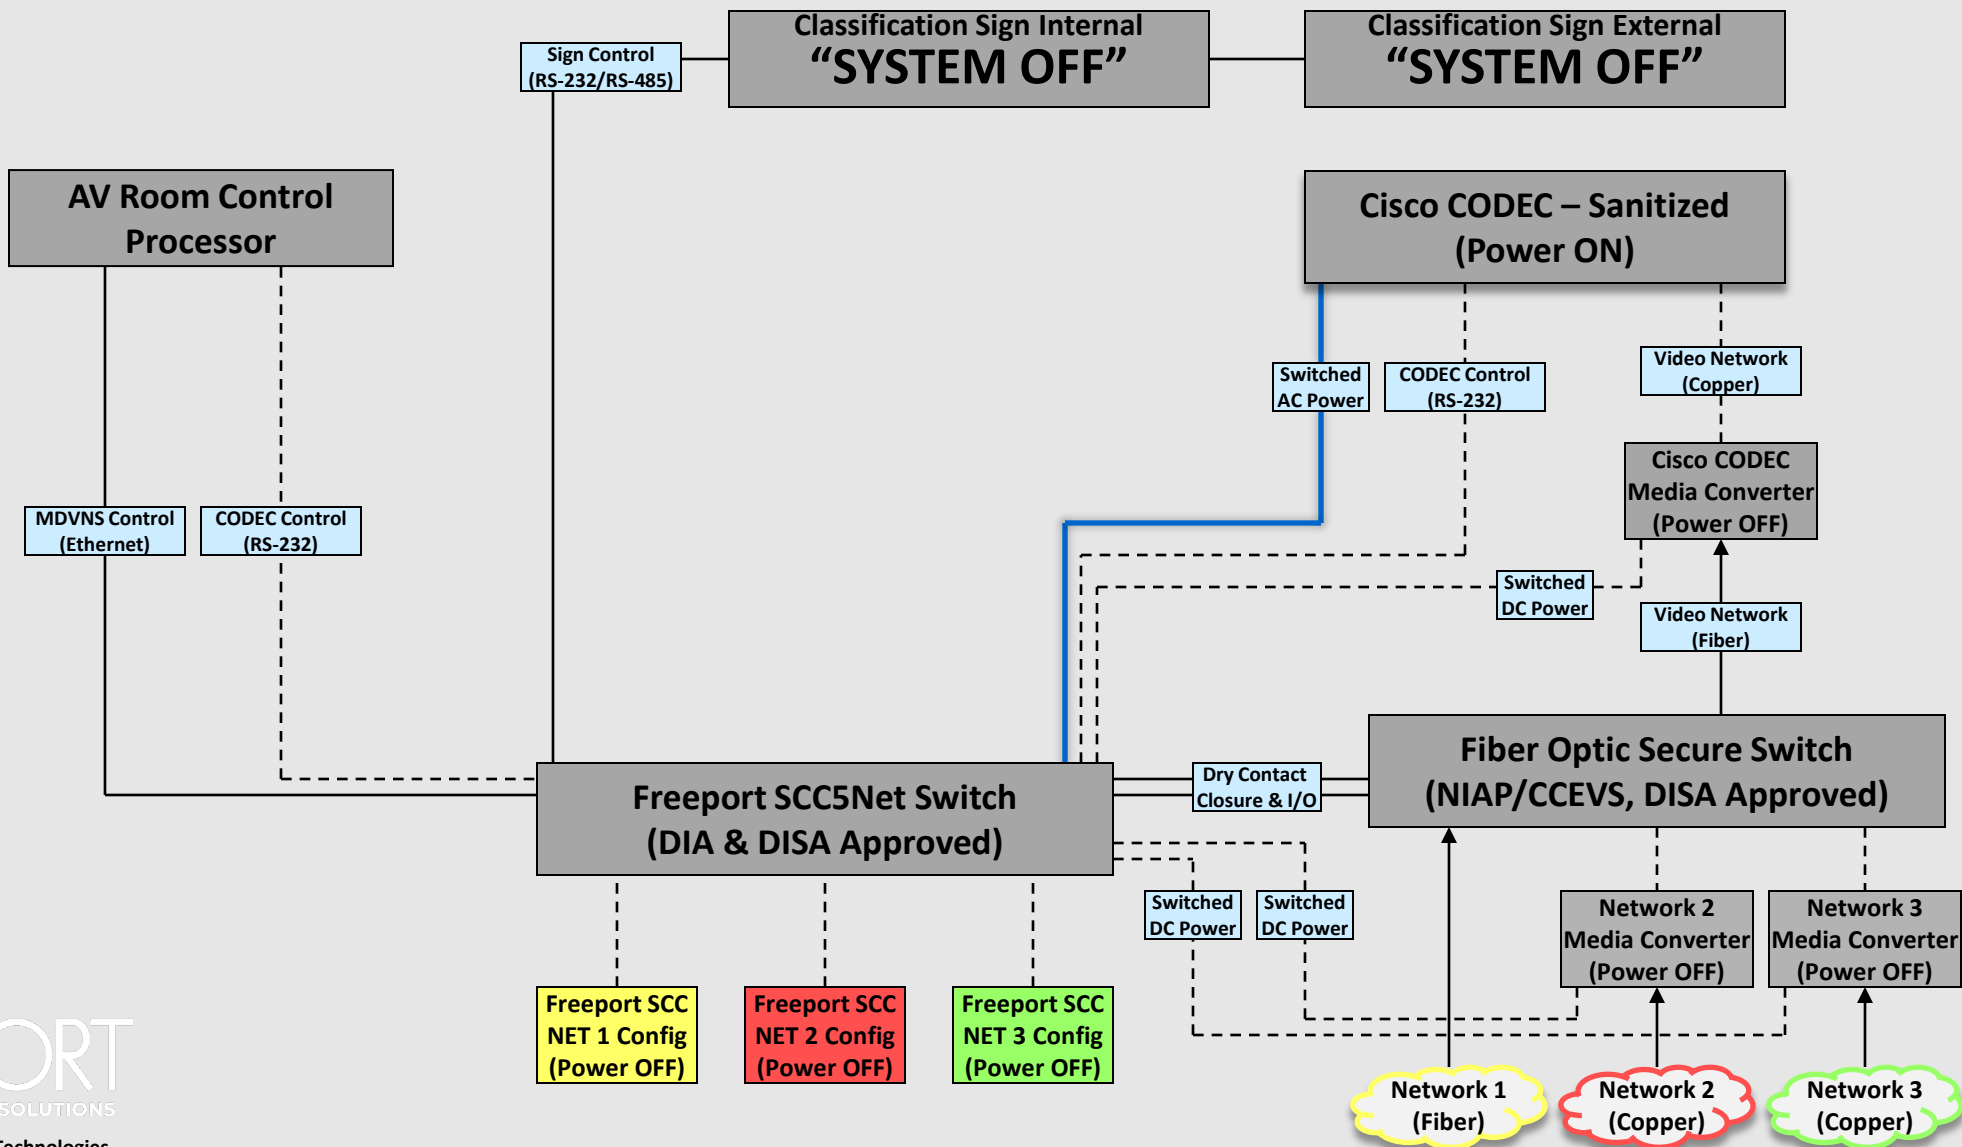 Classification Sign Internal
“SYSTEM OFF”
Classification Sign External
“SYSTEM OFF”
Sign Control
(RS-232/RS-485)
AV Room Control
Processor
Cisco CODEC – Sanitized
(Power ON)
Switched
AC Power
CODEC Control
(RS-232)
Video Network
(Copper)
Cisco CODEC
Media Converter
(Power OFF)
MDVNS Control
(Ethernet)
CODEC Control
(RS-232)
Switched
DC Power
Video Network
(Fiber)
Freeport SCC5Net Switch
(DIA & DISA Approved)
Dry Contact
Closure & I/O
Fiber Optic Secure Switch
(NIAP/CCEVS, DISA Approved)
Switched
DC Power
Switched
DC Power
Network 2
Media Converter
(Power OFF)
Network 3
Media Converter
(Power OFF)
Freeport SCC
NET 1 Config
(Power OFF)
Freeport SCC
NET 2 Config
(Power OFF)
Freeport SCC
NET 3 Config
(Power OFF)
Network 1
(Fiber)
Network 2
(Copper)
Network 3
(Copper)
ORT
SOLUTIONS
Technologies